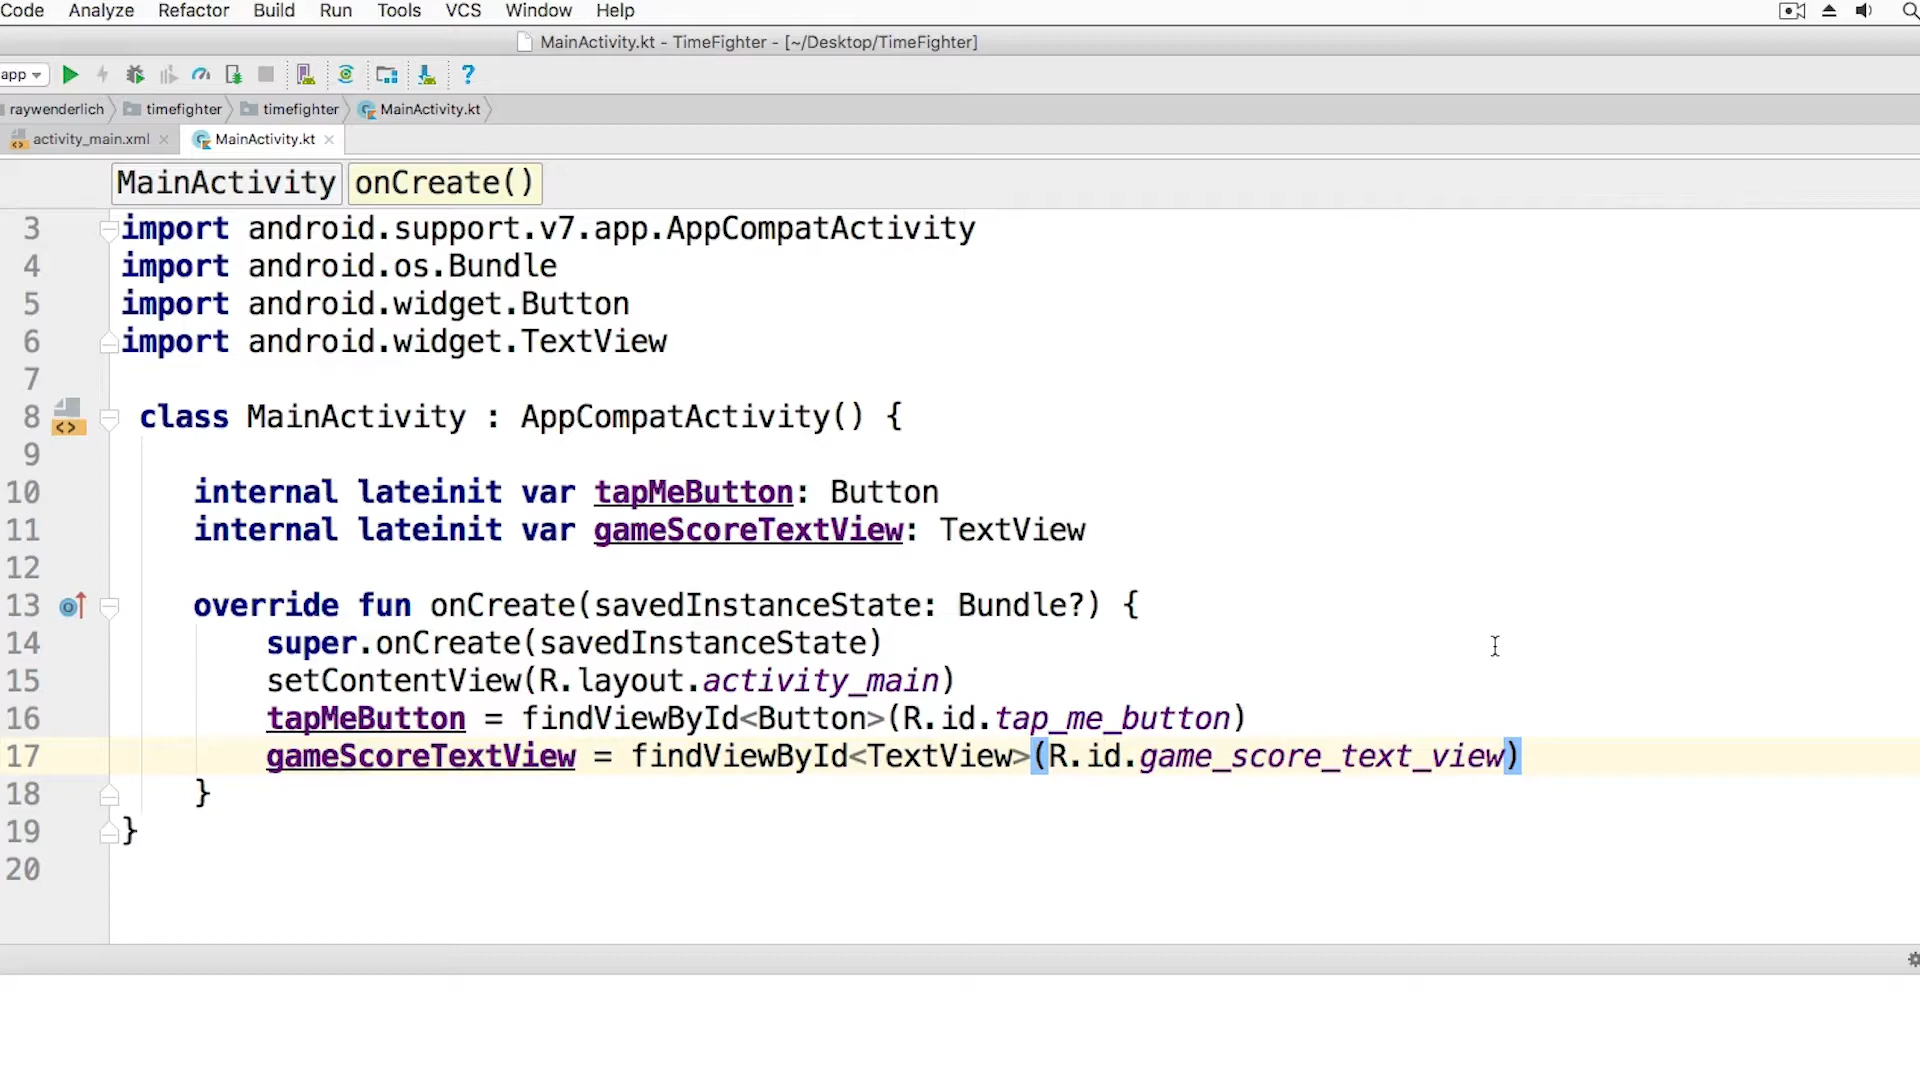 Code Analyze Refactor Build Run Tools VCS Window Help
MainActivity.kt - TimeFighter - [~/Desktop/TimeFighter]
app
raywenderlich timefighter timefighter MainActivity.kt
activity_main.xml MainActivity.kt
MainActivity onCreate()
3 import android.support.v7.app.AppCompatActivity
4 import android.os.Bundle
5 import android.widget.Button
6 import android.widget.TextView
7
8 class MainActivity : AppCompatActivity() {
9
10 internal lateinit var tapMeButton: Button
11 internal lateinit var gameScoreTextView: TextView
12
13 override fun onCreate(savedInstanceState: Bundle?) {
14 super.onCreate(savedInstanceState)
15 setContentView(R.layout.activity_main)
16 tapMeButton = findViewById<Button>(R.id.tap_me_button)
17 gameScoreTextView = findViewById<TextView>(R.id.game_score_text_view)
18 }
19 }
20